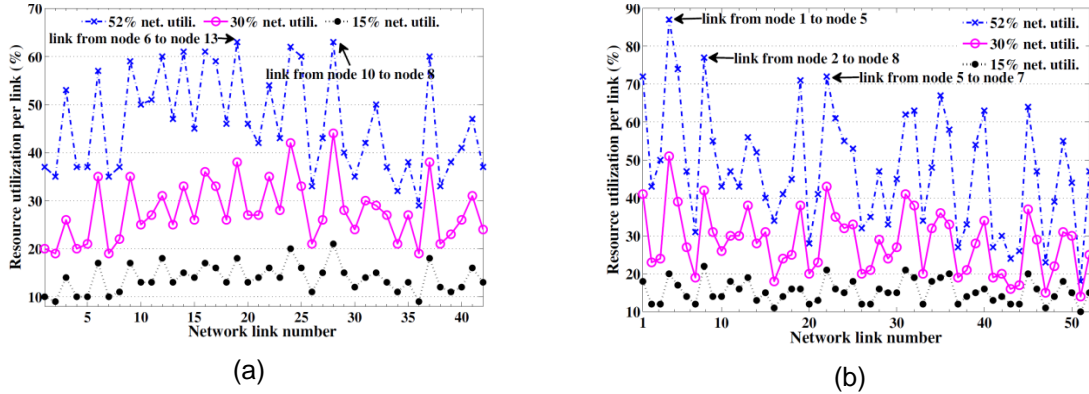 52% net. utili. 30% net. utili. 15% net. utili.
link from node 6 to node 13
link from node 10 to node 8
Resource utilization per link (%)
70
60
50
40
30
20
10
5 10 15 20 25 30 35 40
Network link number
(a)
link from node 1 to node 5
52% net. utili.
30% net. utili.
15% net. utili.
link from node 2 to node 8
link from node 5 to node 7
Resource utilization per link (%)
90
80
70
60
50
40
30
20
10
1 10 20 30 40 50
Network link number
(b)